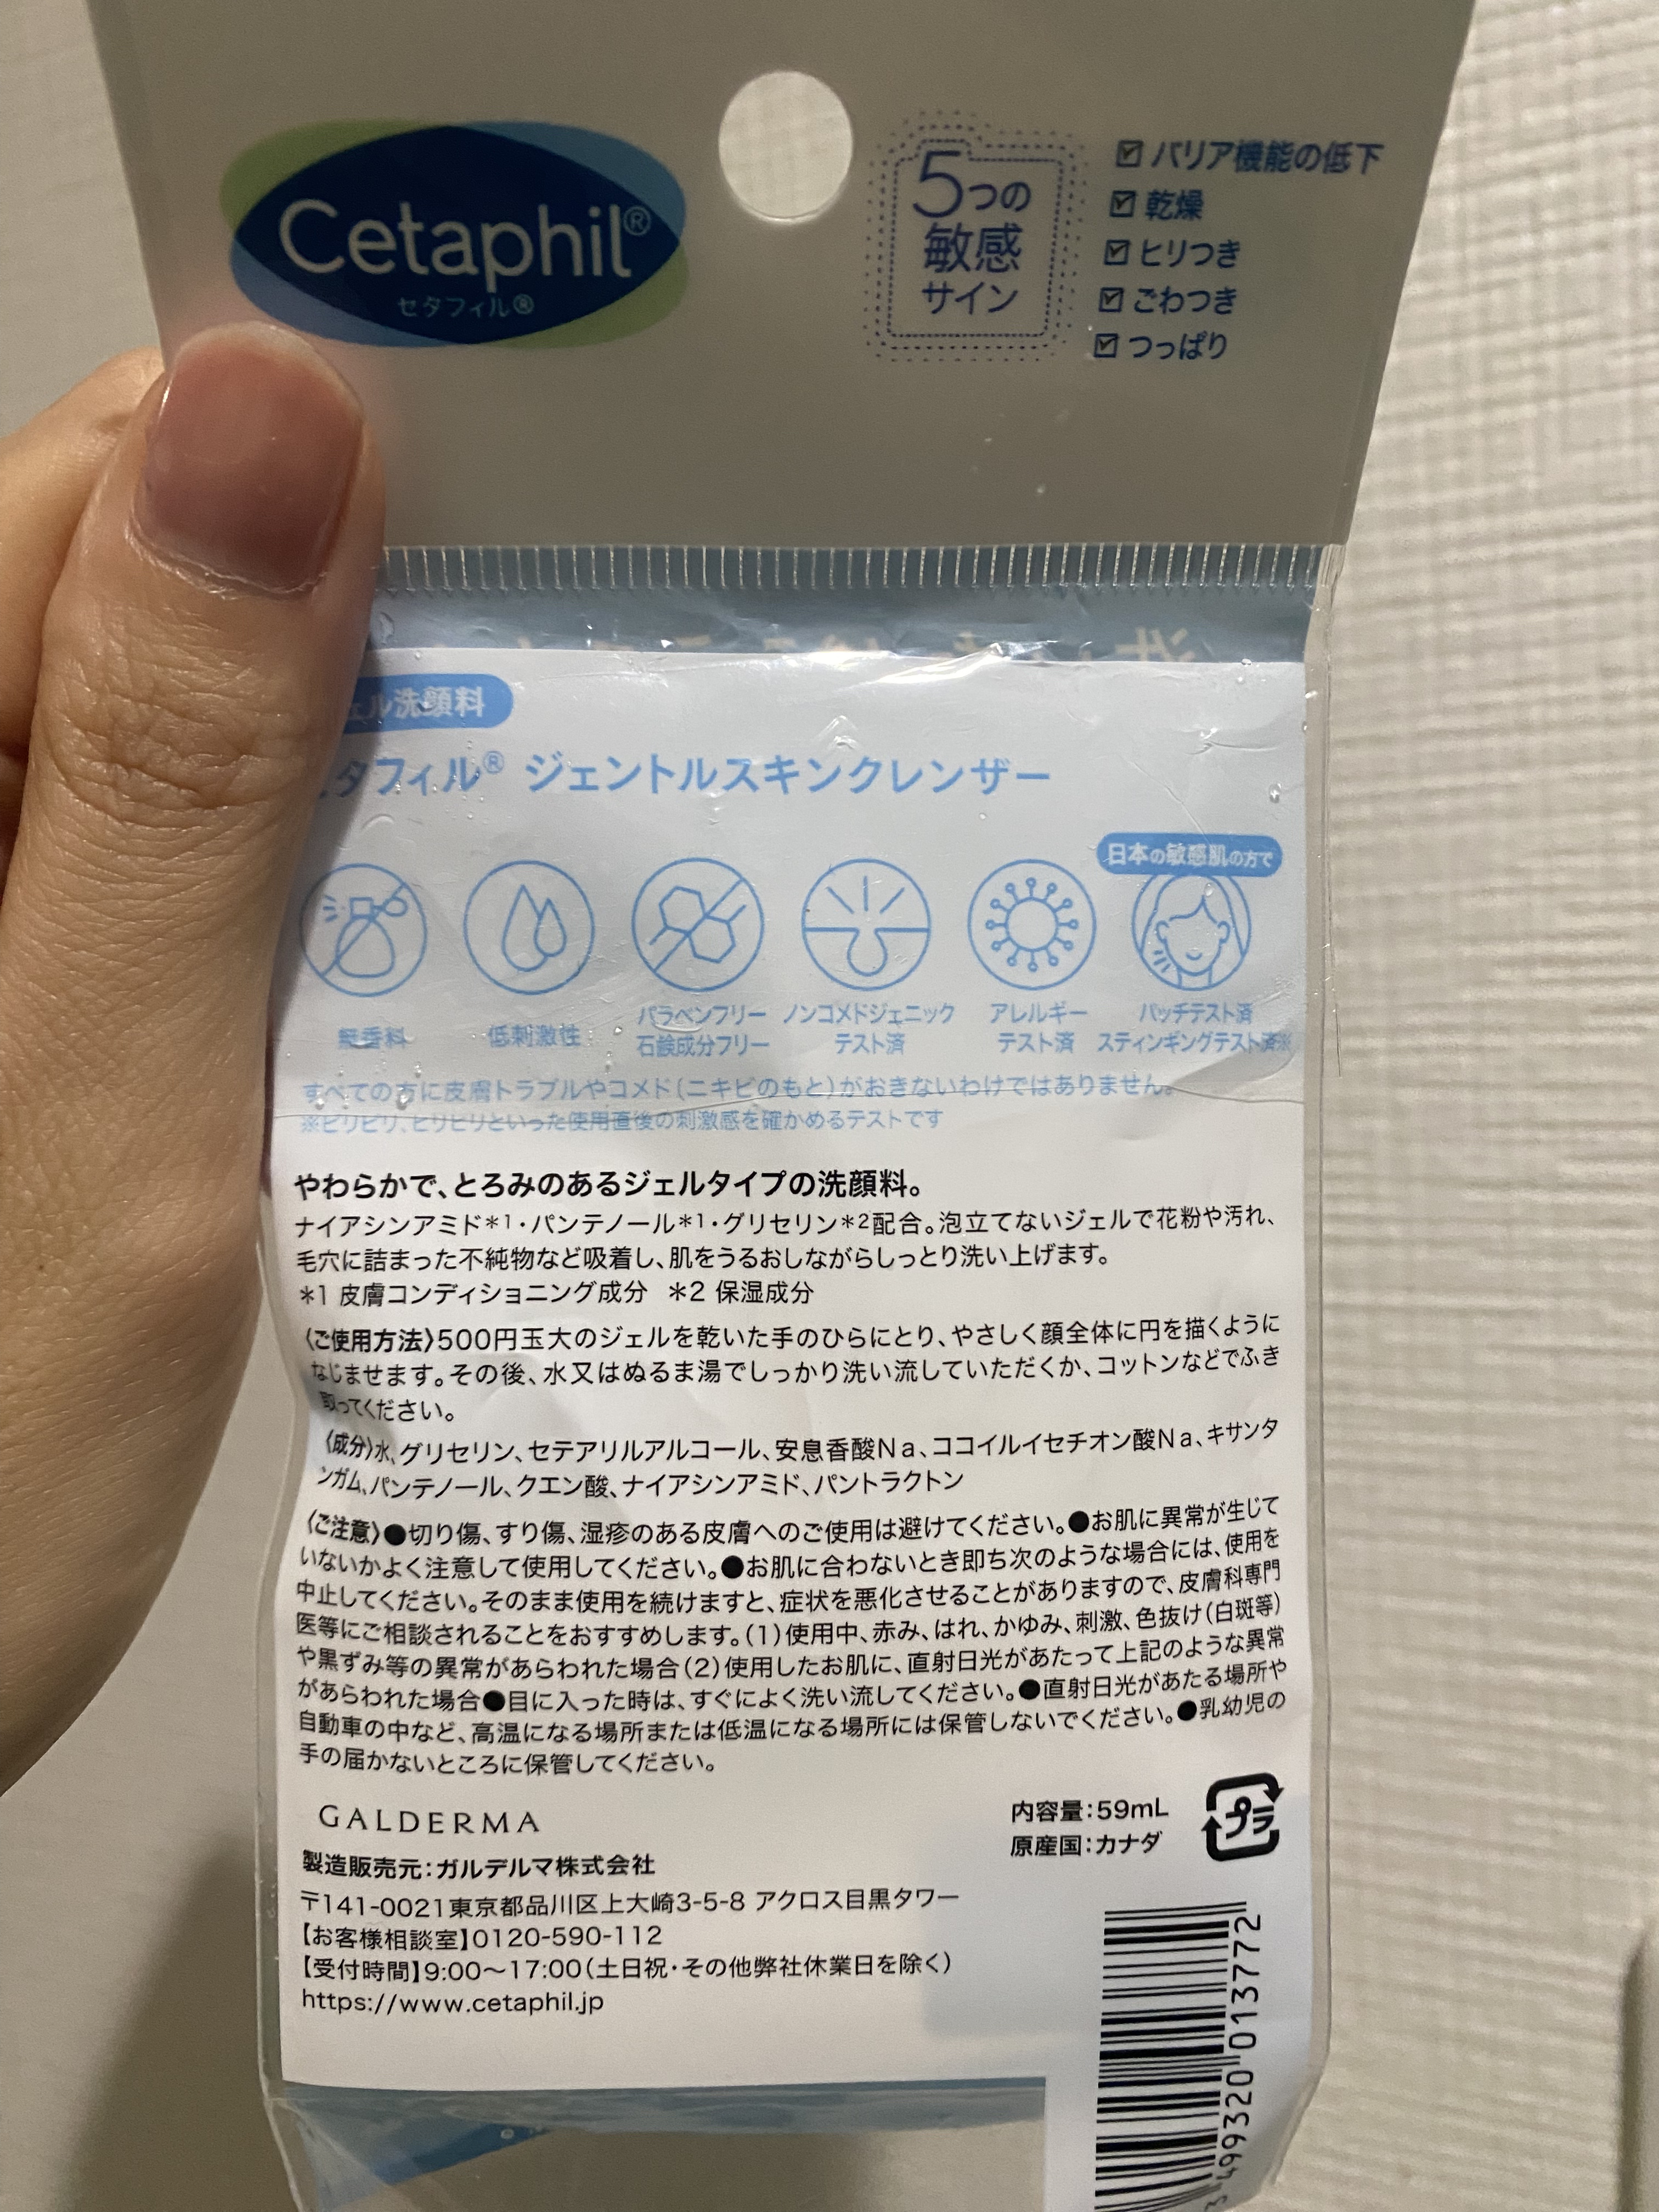 Cetaphil®
セタフィル®
5つの
敏感
サイン
バリア機能の低下
乾燥
ヒリつき
ごわつき
つっぱり
ェル洗顔料
タフィル® ジェントルスキンクレンザー
日本の敏感肌の方で
無香料
低刺激性
パラベンフリー
石鹸成分フリー
ノンコメドジェニック
テスト済
アレルギー
テスト済
パッチテスト済
スティンギングテスト済※
すべての方に皮膚トラブルやコメド(ニキビのもと)がおきないわけではありません。
※ピリピリ、ヒリヒリといった使用直後の刺激感を確かめるテストです
やわらかで、とろみのあるジェルタイプの洗顔料。
ナイアシンアミド*1・パンテノール*1・グリセリン*2配合。泡立てないジェルで花粉や汚れ、
毛穴に詰まった不純物など吸着し、肌をうるおしながらしっとり洗い上げます。
*1 皮膚コンディショニング成分 *2 保湿成分
〈ご使用方法〉500円玉大のジェルを乾いた手のひらにとり、やさしく顔全体に円を描くように
なじませます。その後、水又はぬるま湯でしっかり洗い流していただくか、コットンなどでふき
取ってください。
〈成分〉水、グリセリン、セテアリルアルコール、安息香酸Na、ココイルイセチオン酸Na、キサンタ
ンガム、パンテノール、クエン酸、ナイアシンアミド、パントラクトン
〈ご注意〉●切り傷、すり傷、湿疹のある皮膚へのご使用は避けてください。●お肌に異常が生じて
いないかよく注意して使用してください。●お肌に合わないとき即ち次のような場合には、使用を
中止してください。そのまま使用を続けますと、症状を悪化させることがありますので、皮膚科専門
医等にご相談されることをおすすめします。(1)使用中、赤み、はれ、かゆみ、刺激、色抜け(白斑等)
や黒ずみ等の異常があらわれた場合(2)使用したお肌に、直射日光があたって上記のような異常
があらわれた場合●目に入った時は、すぐによく洗い流してください。●直射日光があたる場所や
自動車の中など、高温になる場所または低温になる場所には保管しないでください。●乳幼児の
手の届かないところに保管してください。
GALDERMA
内容量:59mL
原産国:カナダ
プラ
製造販売元:ガルデルマ株式会社
〒141-0021東京都品川区上大崎3-5-8 アクロス目黒タワー
【お客様相談室】0120-590-112
【受付時間】9:00〜17:00(土日祝・その他弊社休業日を除く)
https://www.cetaphil.jp
3 499320 013772